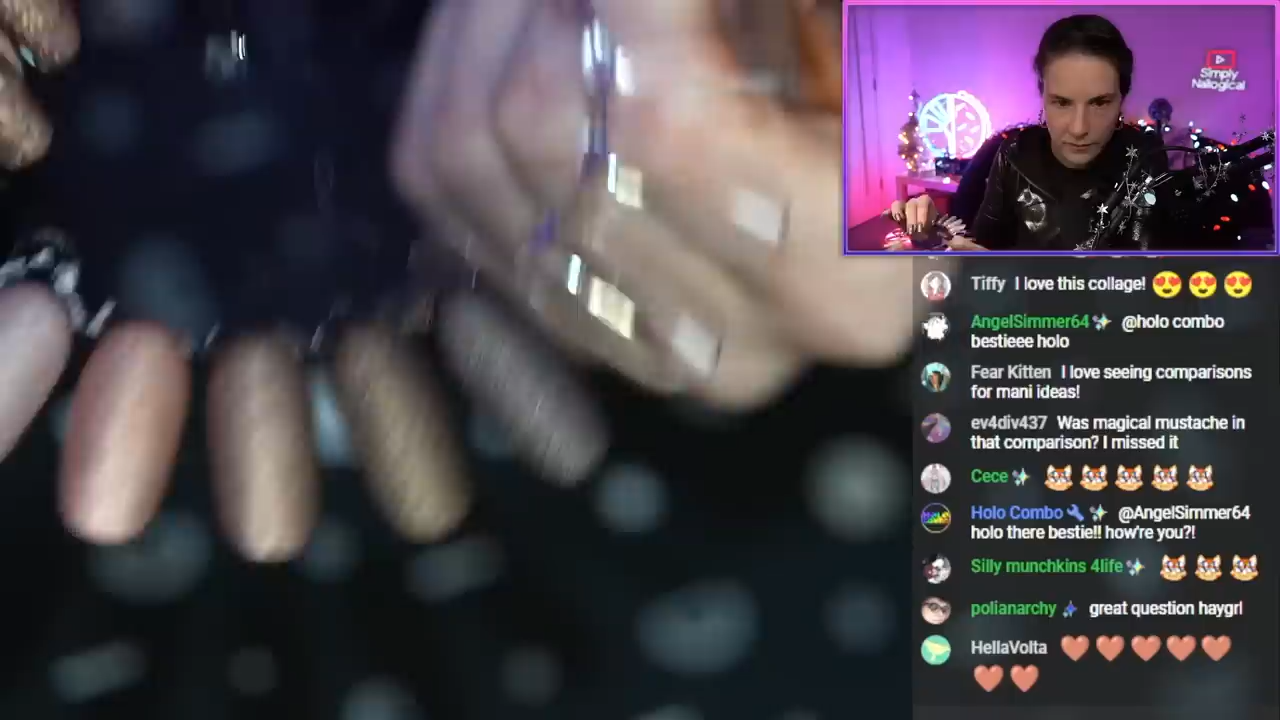 Simply
Nailogical
Tiffy I love this collage! 😍 😍 😍
AngelSimmer64 @holo combo
bestieee holo
Fear Kitten I love seeing comparisons
for mani ideas!
ev4div437 Was magical mustache in
that comparison? I missed it
Cece
Holo Combo @AngelSimmer64
holo there bestie!! how're you?!
Silly munchkins 4life
polianarchy great question haygrl
HellaVolta